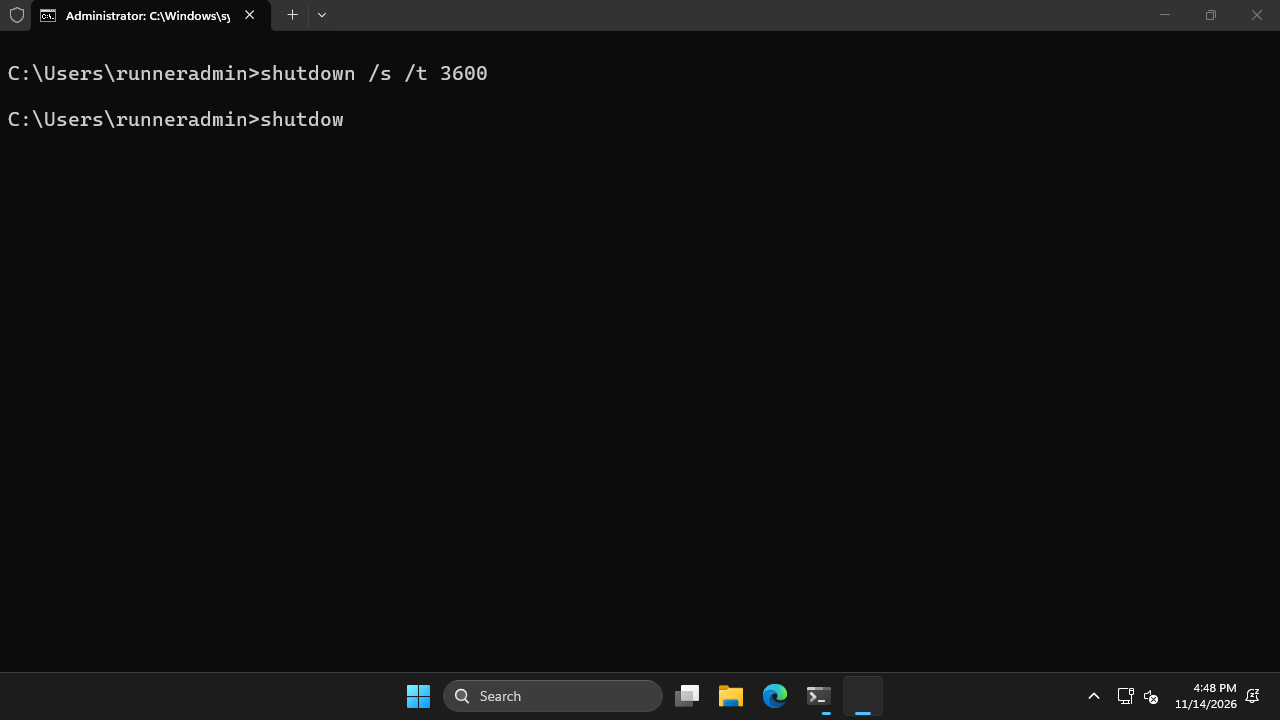 Administrator: C:\Windows\sy
C:\Users\runneradmin>shutdown /s /t 3600
C:\Users\runneradmin>shutdow
Search
4:48 PM
11/14/2026